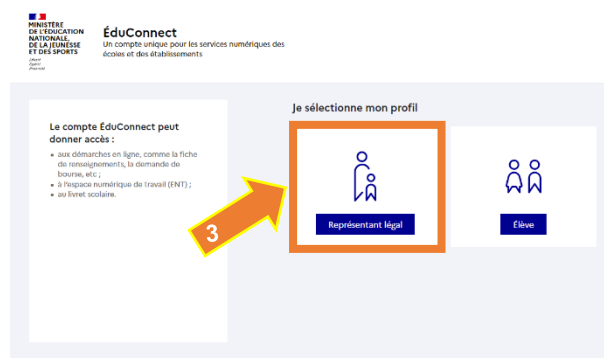 MINISTÈRE
DE L'ÉDUCATION
NATIONALE,
DE LA JEUNESSE
ET DES SPORTS
Liberté
Égalité
Fraternité
ÉduConnect
Un compte unique pour les services numériques des
écoles et des établissements
Je sélectionne mon profil
Le compte ÉduConnect peut
donner accès :
• aux démarches en ligne, comme la fiche
de renseignements, la demande de
bourse, etc ;
• à l'espace numérique de travail (ENT) ;
• au livret scolaire.
3
Représentant légal
Élève